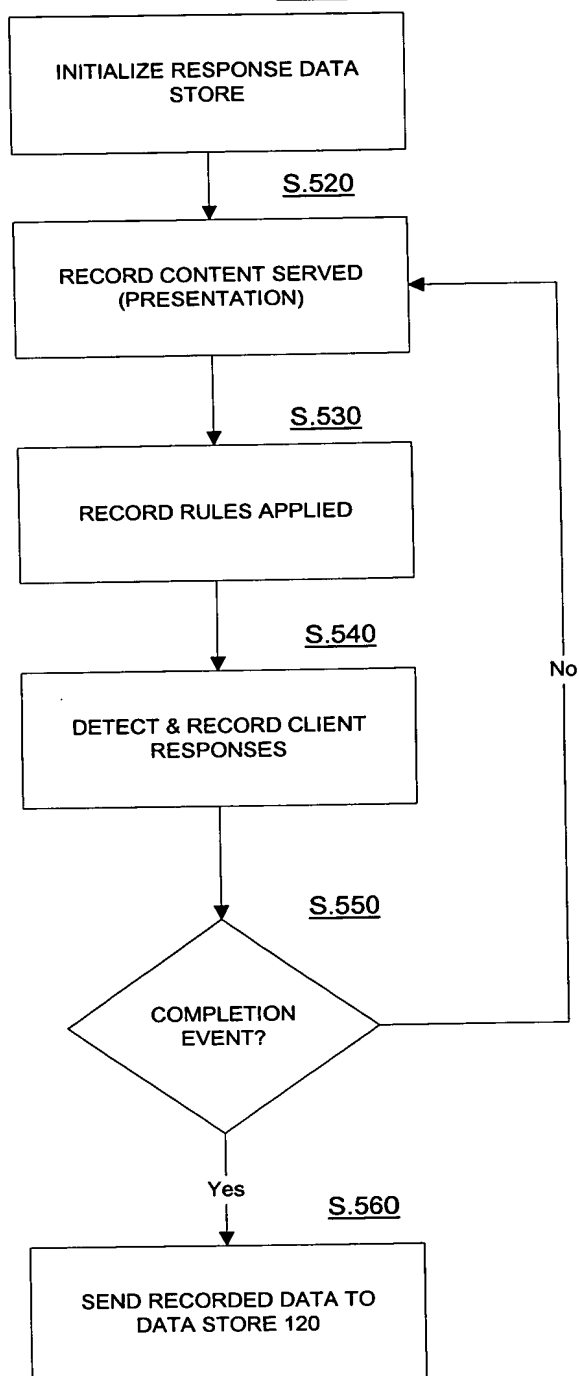 INITIALIZE RESPONSE DATA
STORE
S.520
RECORD CONTENT SERVED
(PRESENTATION)
S.530
RECORD RULES APPLIED
S.540
DETECT & RECORD CLIENT
RESPONSES
No
S.550
COMPLETION
EVENT?
Yes
S.560
SEND RECORDED DATA TO
DATA STORE 120